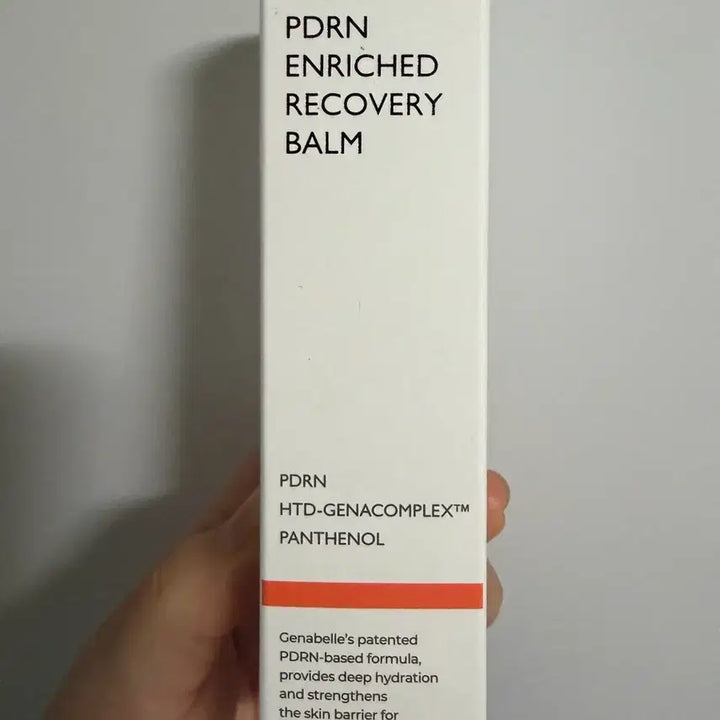 PDRN
ENRICHED
RECOVERY
BALM
PDRN
HTD-GENACOMPLEX™
PANTHENOL
Genabelle's patented
PDRN-based formula,
provides deep hydration
and strengthens
the skin barrier for